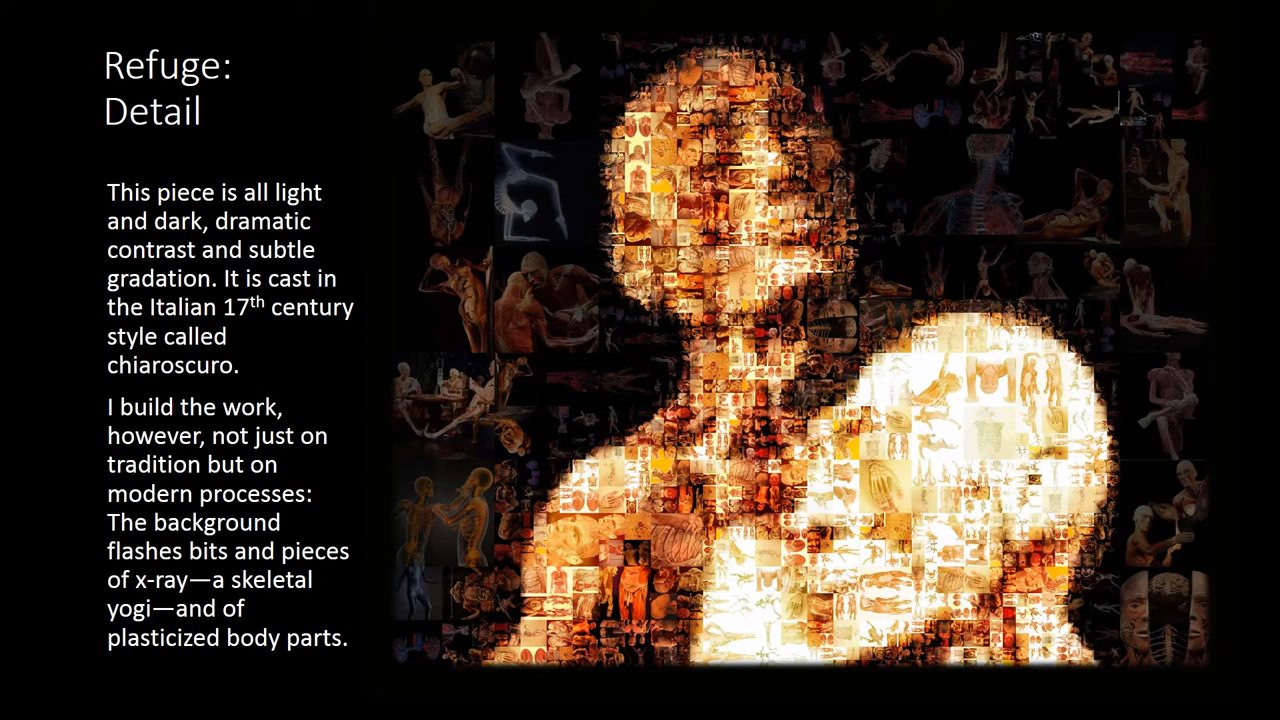 Refuge:
Detail
This piece is all light
and dark, dramatic
contrast and subtle
gradation. It is cast in
the Italian 17th century
style called
chiaroscuro.
I build the work,
however, not just on
tradition but on
modern processes:
The background
flashes bits and pieces
of x-ray—a skeletal
yogi—and of
plasticized body parts.